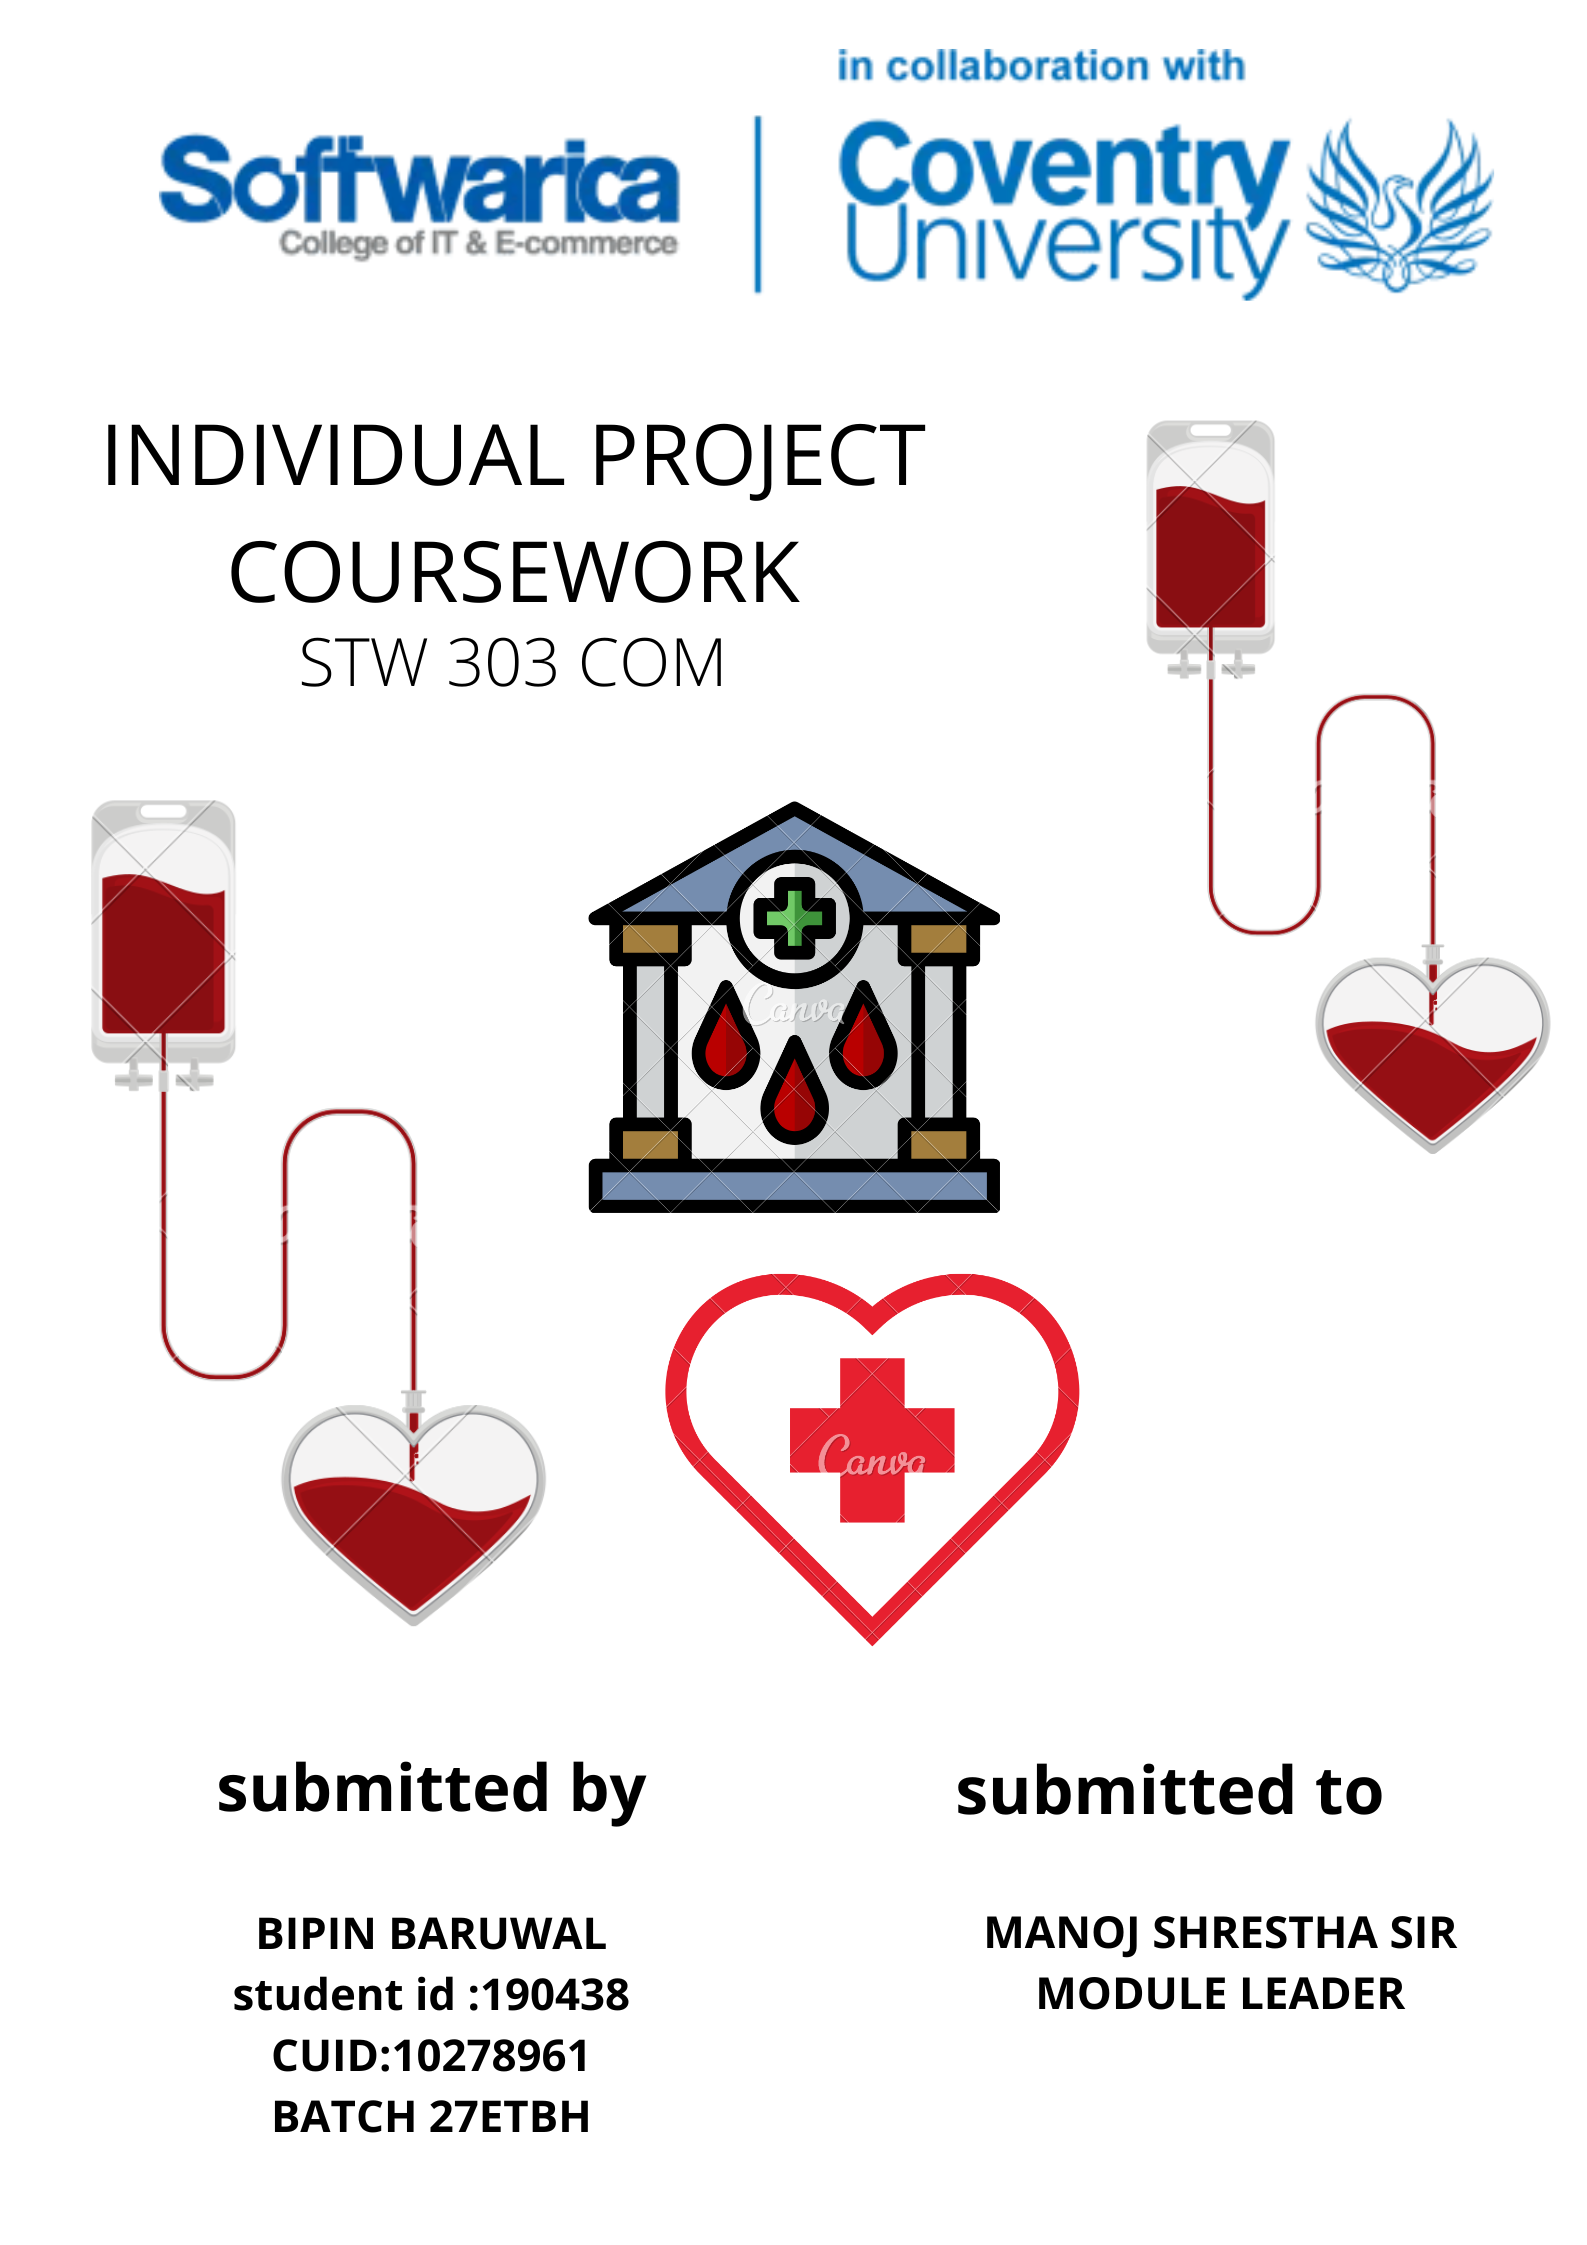 in collaboration with
Softwarica
College of IT & E-commerce
Coventry
University
INDIVIDUAL PROJECT
COURSEWORK
STW 303 COM
Canva
Canva
submitted by
submitted to
BIPIN BARUWAL
student id :190438
CUID:10278961
BATCH 27ETBH
MANOJ SHRESTHA SIR
MODULE LEADER